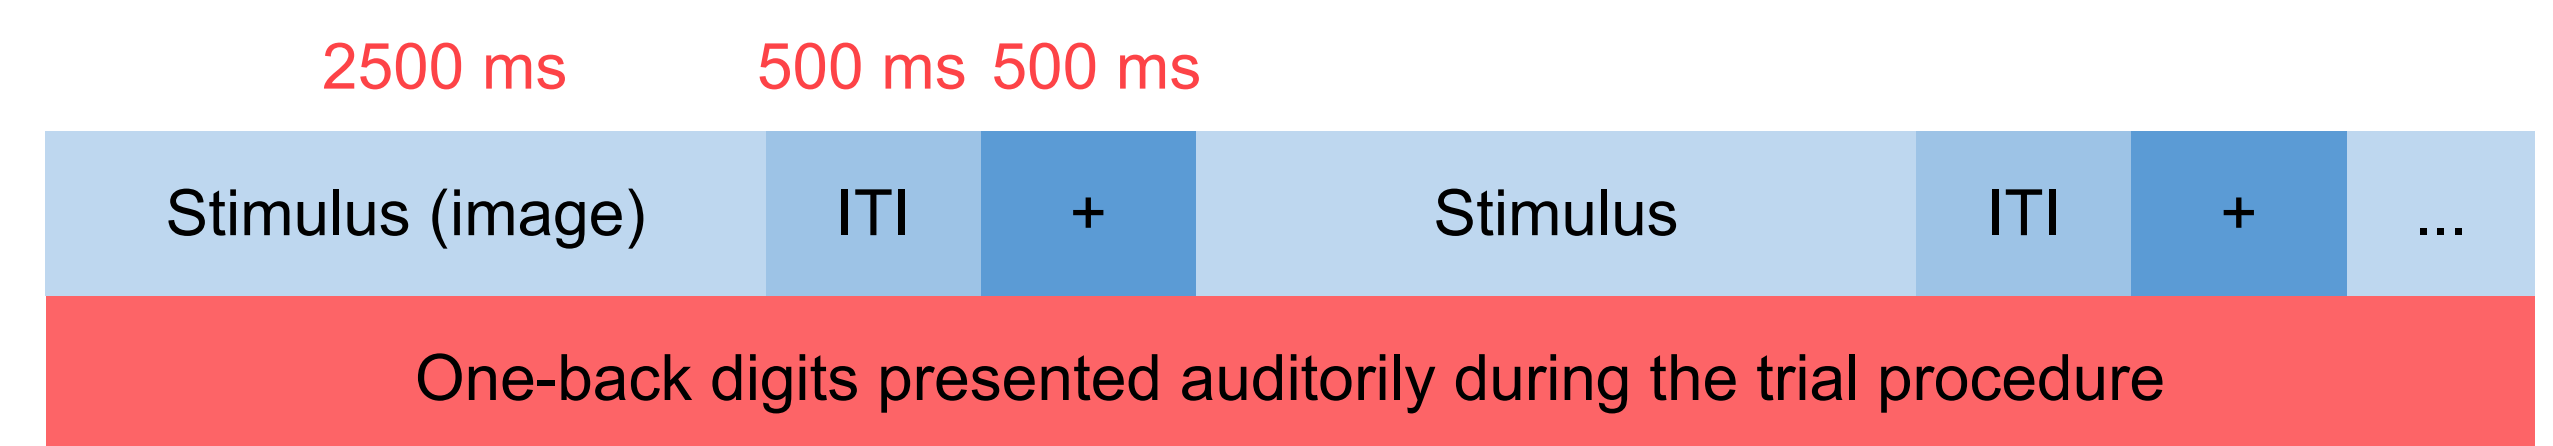 2500 ms 500 ms 500 ms
Stimulus (image) ITI + Stimulus ITI + ...
One-back digits presented auditorily during the trial procedure